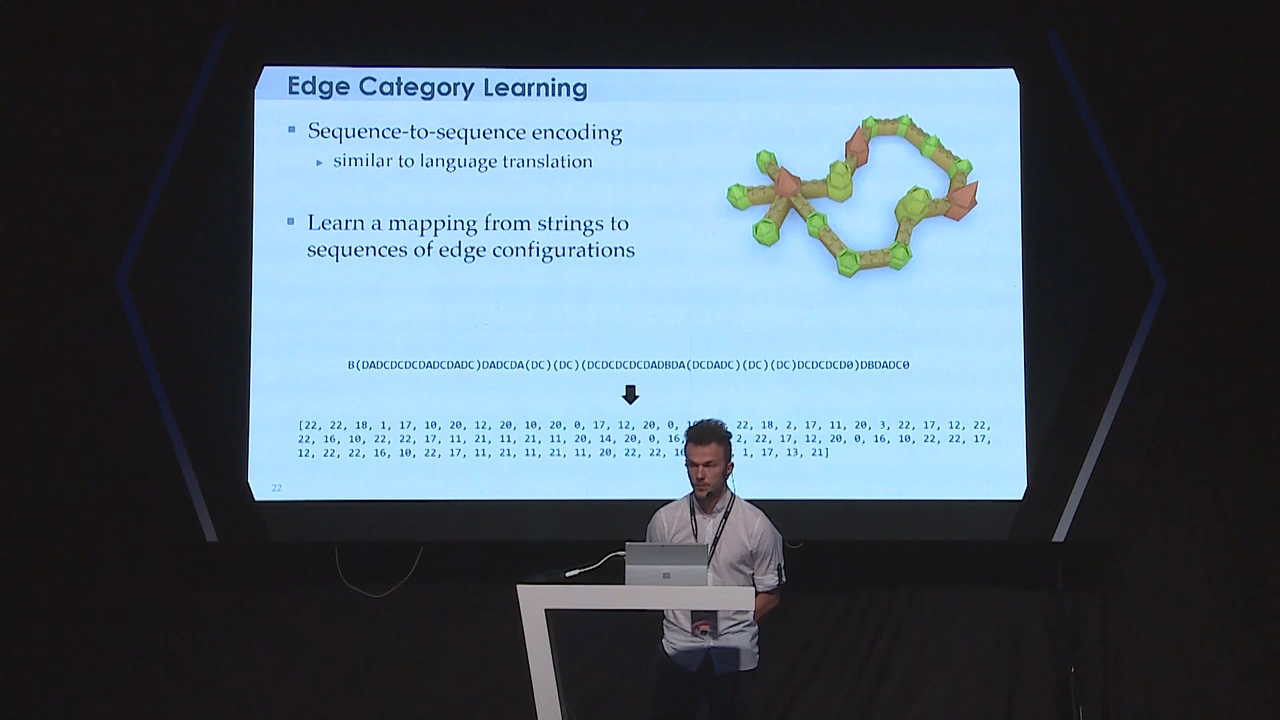 Edge Category Learning
Sequence-to-sequence encoding
similar to language translation
Learn a mapping from strings to
sequences of edge configurations
B(DADCDCDCDADCDADC)DADCDA(DC)(DC)(DCDCDCDCDADBDA(DCDADC)(DC)(DC)DCDCDCD0)DBDADC0
[22, 22, 18, 1, 17, 10, 20, 12, 20, 10, 20, 0, 17, 12, 20, 0, 22, 18, 2, 17, 11, 20, 3, 22, 17, 12, 22,
22, 16, 10, 22, 22, 17, 11, 21, 11, 21, 11, 20, 14, 20, 0, 16, 2, 22, 17, 12, 20, 0, 16, 10, 22, 22, 17,
12, 22, 22, 16, 10, 22, 17, 11, 21, 11, 21, 11, 20, 22, 22, 1, 17, 13, 21]
22